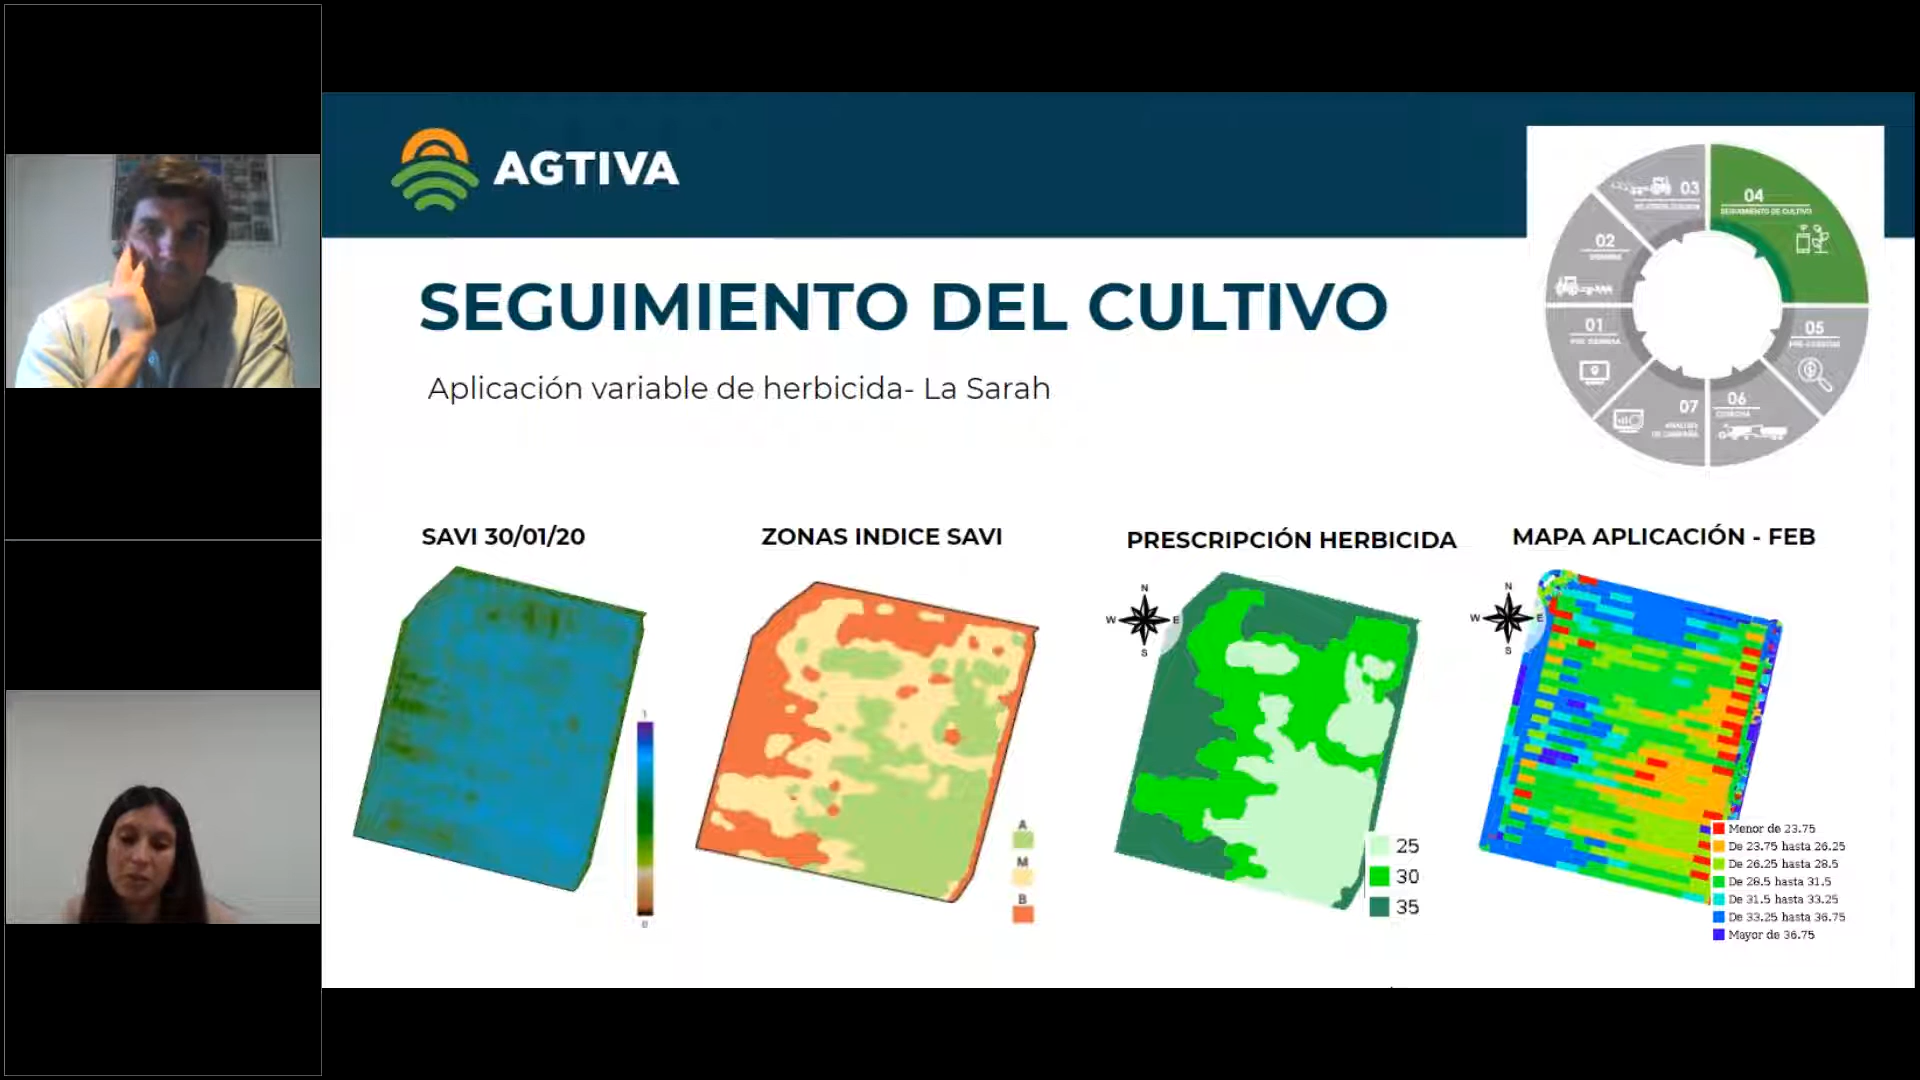 AGTIVA
03
04
SEGUIMIENTO DE CULTIVO
02
SIEMBRA
01
PRE-SIEMBRA
05
PRE-COSECHA
07
ANÁLISIS
DE CAMPAÑA
06
COSECHA
SEGUIMIENTO DEL CULTIVO
Aplicación variable de herbicida- La Sarah
SAVI 30/01/20
ZONAS INDICE SAVI
PRESCRIPCIÓN HERBICIDA
MAPA APLICACIÓN - FEB
1
0
A
M
B
N
W
E
S
25
30
35
N
W
E
S
Menor de 23.75
De 23.75 hasta 26.25
De 26.25 hasta 28.5
De 28.5 hasta 31.5
De 31.5 hasta 33.25
De 33.25 hasta 36.75
Mayor de 36.75